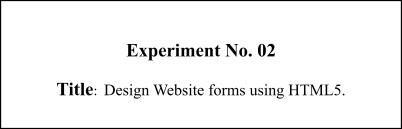 Experiment No. 02
Title: Design Website forms using HTML5.